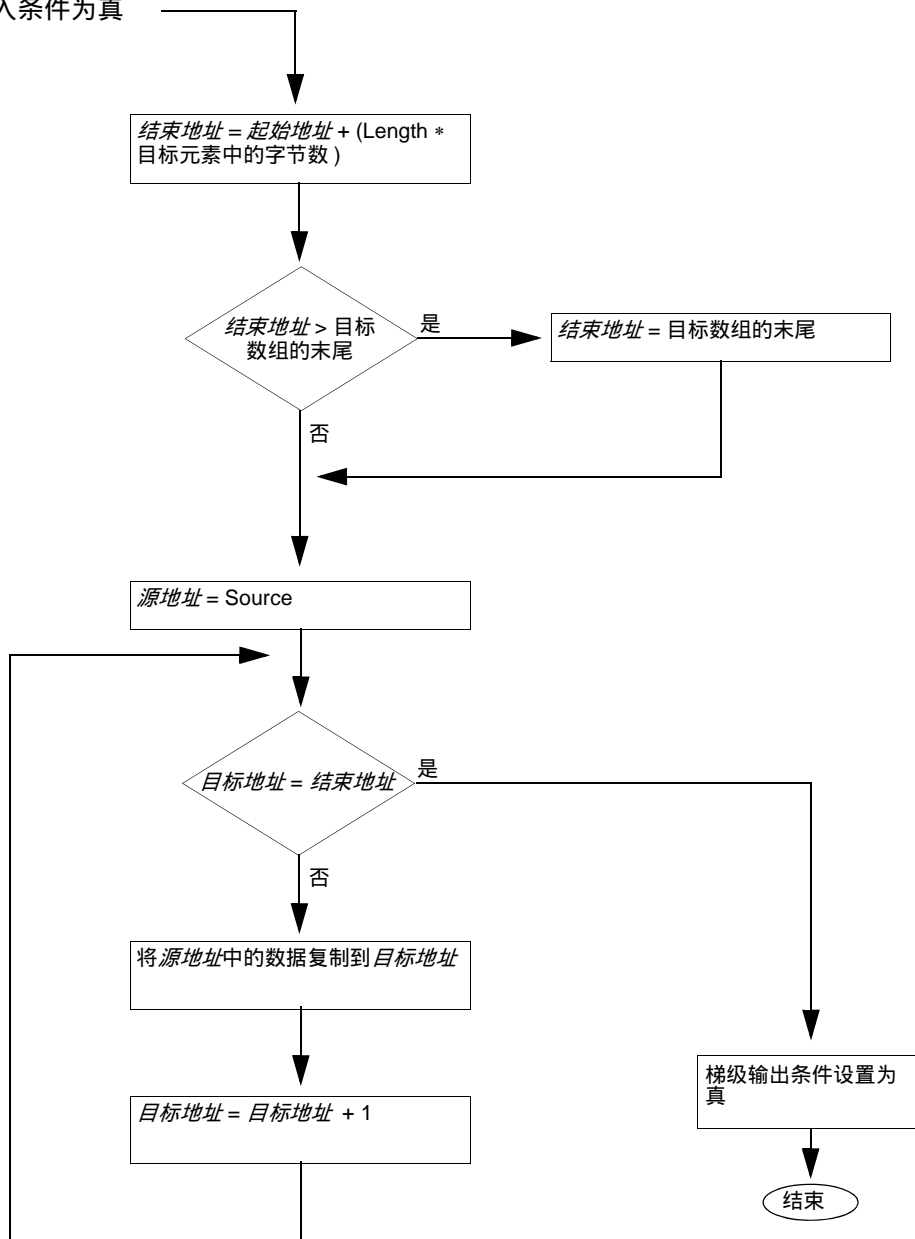 入条件为真
结束地址 = 起始地址 + (Length *
目标元素中的字节数 )
结束地址 > 目标
数组的末尾
是
结束地址 = 目标数组的末尾
否
源地址 = Source
目标地址 = 结束地址
是
否
将源地址中的数据复制到目标地址
梯级输出条件设置为
真
目标地址 = 目标地址 + 1
结束